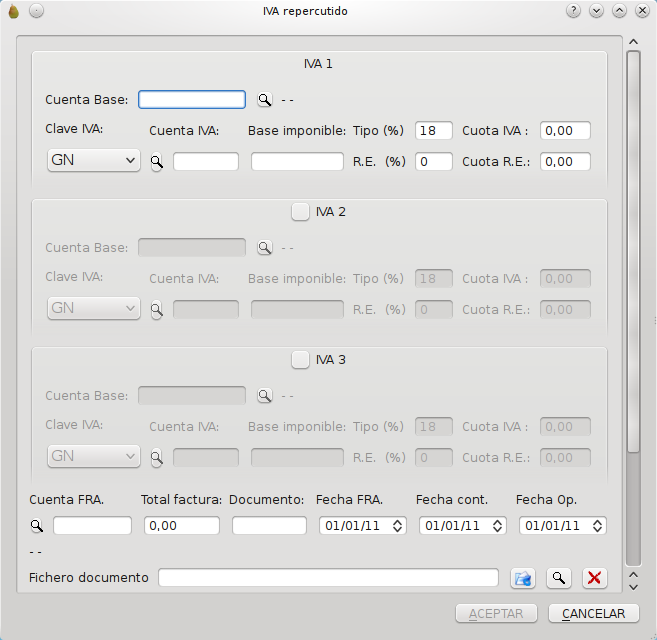 IVA repercutido
IVA 1
Cuenta Base: - -
Clave IVA: Cuenta IVA: Base imponible: Tipo (%) 18 Cuota IVA : 0,00
GN R.E. (%) 0 Cuota R.E.: 0,00
IVA 2
Cuenta Base: - -
Clave IVA: Cuenta IVA: Base imponible: Tipo (%) 18 Cuota IVA : 0,00
GN R.E. (%) 0 Cuota R.E.: 0,00
IVA 3
Cuenta Base: - -
Clave IVA: Cuenta IVA: Base imponible: Tipo (%) 18 Cuota IVA : 0,00
GN R.E. (%) 0 Cuota R.E.: 0,00
Cuenta FRA. Total factura: Documento: Fecha FRA. Fecha cont. Fecha Op.
0,00 01/01/11 01/01/11 01/01/11
- -
Fichero documento
ACEPTAR CANCELAR